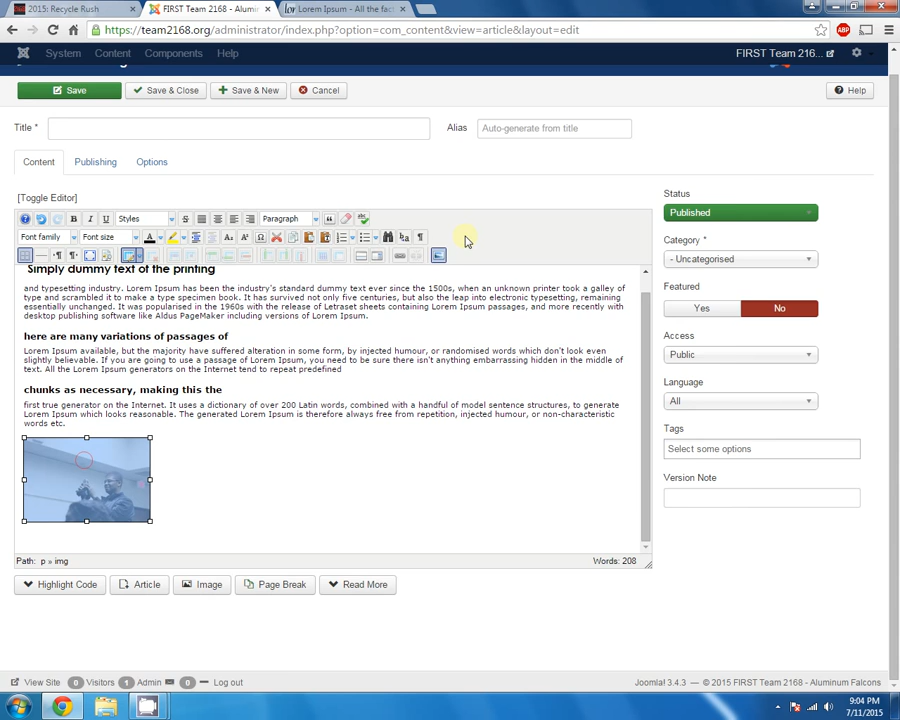 2015: Recycle Rush
FIRST Team 2168 - Alumin
Lorem Ipsum - All the fac
https://team2168.org/administrator/index.php?option=com_content&view=article&layout=edit
ABP
System Content Components Help
FIRST Team 216...
Save
Save & Close
Save & New
Cancel
Help
Title *
Alias
Auto-generate from title
Content
Publishing
Options
[Toggle Editor]
B I U
Styles
Paragraph
Font family
Font size
Simply dummy text of the printing
and typesetting industry. Lorem Ipsum has been the industry's standard dummy text ever since the 1500s, when an unknown printer took a galley of
type and scrambled it to make a type specimen book. It has survived not only five centuries, but also the leap into electronic typesetting, remaining
essentially unchanged. It was popularised in the 1960s with the release of Letraset sheets containing Lorem Ipsum passages, and more recently with
desktop publishing software like Aldus PageMaker including versions of Lorem Ipsum.
here are many variations of passages of
Lorem Ipsum available, but the majority have suffered alteration in some form, by injected humour, or randomised words which don't look even
slightly believable. If you are going to use a passage of Lorem Ipsum, you need to be sure there isn't anything embarrassing hidden in the middle of
text. All the Lorem Ipsum generators on the Internet tend to repeat predefined
chunks as necessary, making this the
first true generator on the Internet. It uses a dictionary of over 200 Latin words, combined with a handful of model sentence structures, to generate
Lorem Ipsum which looks reasonable. The generated Lorem Ipsum is therefore always free from repetition, injected humour, or non-characteristic
words etc.
Path: p » img
Words: 208
Highlight Code
Article
Image
Page Break
Read More
Status
Published
Category *
- Uncategorised
Featured
Yes
No
Access
Public
Language
All
Tags
Select some options
Version Note
View Site
0 Visitors
1 Admin
0
Log out
Joomla! 3.4.3 — © 2015 FIRST Team 2168 - Aluminum Falcons
9:04 PM
7/11/2015